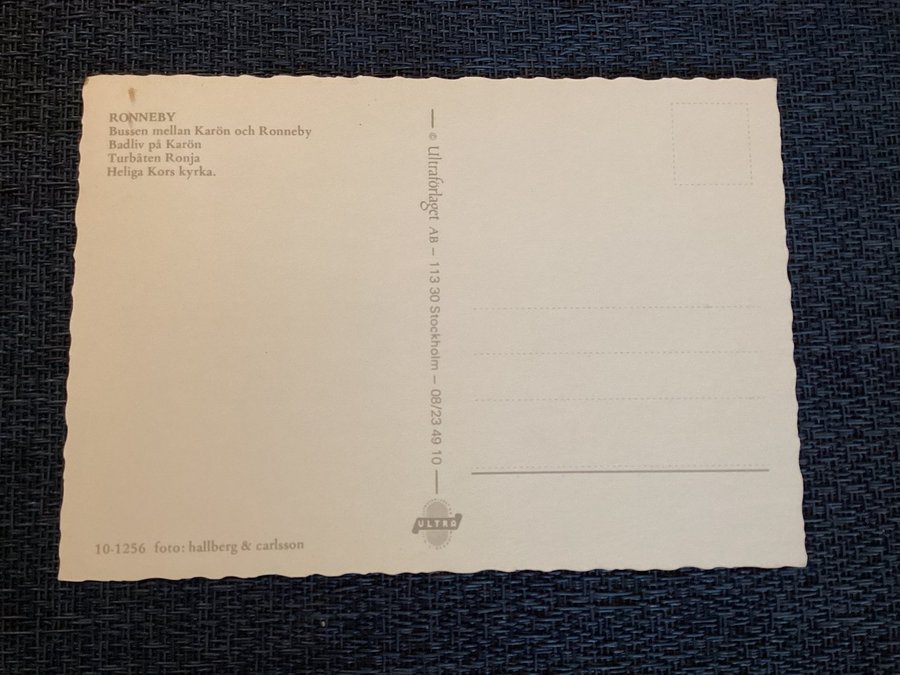 RONNEBY
Bussen mellan Karön och Ronneby
Badliv på Karön
Turbåten Ronja
Heliga Kors kyrka.
© Ultraförlaget AB – 113 30 Stockholm – 08/23 49 10
ULTRA
10-1256 foto: hallberg & carlsson